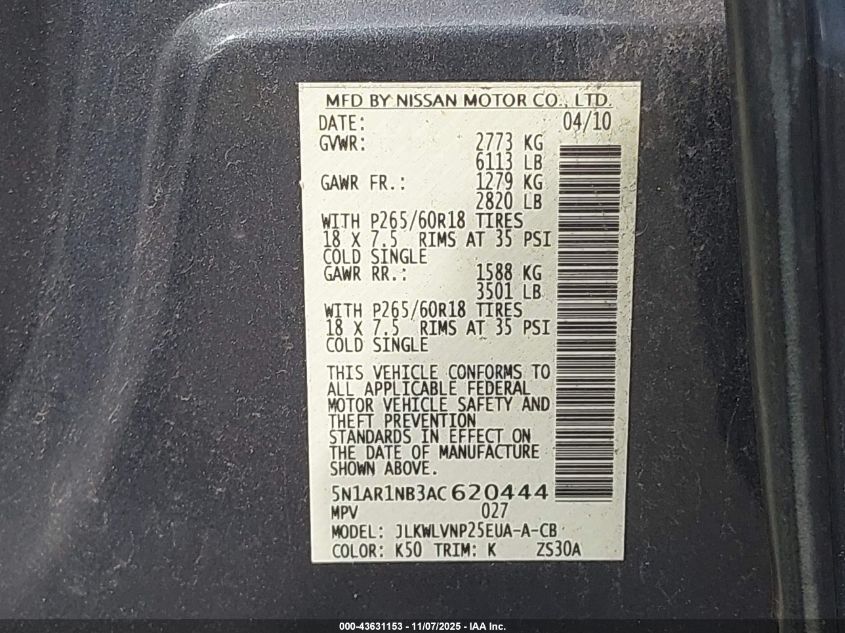 MFD BY NISSAN MOTOR CO., LTD.
DATE: 04/10
GVWR: 2773 KG
6113 LB
GAWR FR.: 1279 KG
2820 LB
WITH P265/60R18 TIRES
18 X 7.5 RIMS AT 35 PSI
COLD SINGLE
GAWR RR.: 1588 KG
3501 LB
WITH P265/60R18 TIRES
18 X 7.5 RIMS AT 35 PSI
COLD SINGLE
THIS VEHICLE CONFORMS TO
ALL APPLICABLE FEDERAL
MOTOR VEHICLE SAFETY AND
THEFT PREVENTION
STANDARDS IN EFFECT ON
THE DATE OF MANUFACTURE
SHOWN ABOVE.
5N1AR1NB3AC620444
MPV 027
MODEL: JLKWLVNP25EUA-A-CB
COLOR: K50 TRIM: K ZS30A
000-43631153 - 11/07/2025 - IAA Inc.